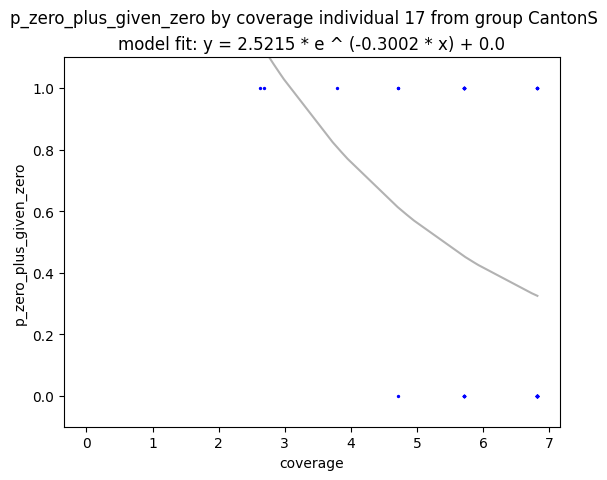 p_zero_plus_given_zero by coverage individual 17 from group CantonS
model fit: y = 2.5215 * e ^ (-0.3002 * x) + 0.0
1.0
0.8
0.6
0.4
0.2
0.0
p_zero_plus_given_zero
0 1 2 3 4 5 6 7
coverage